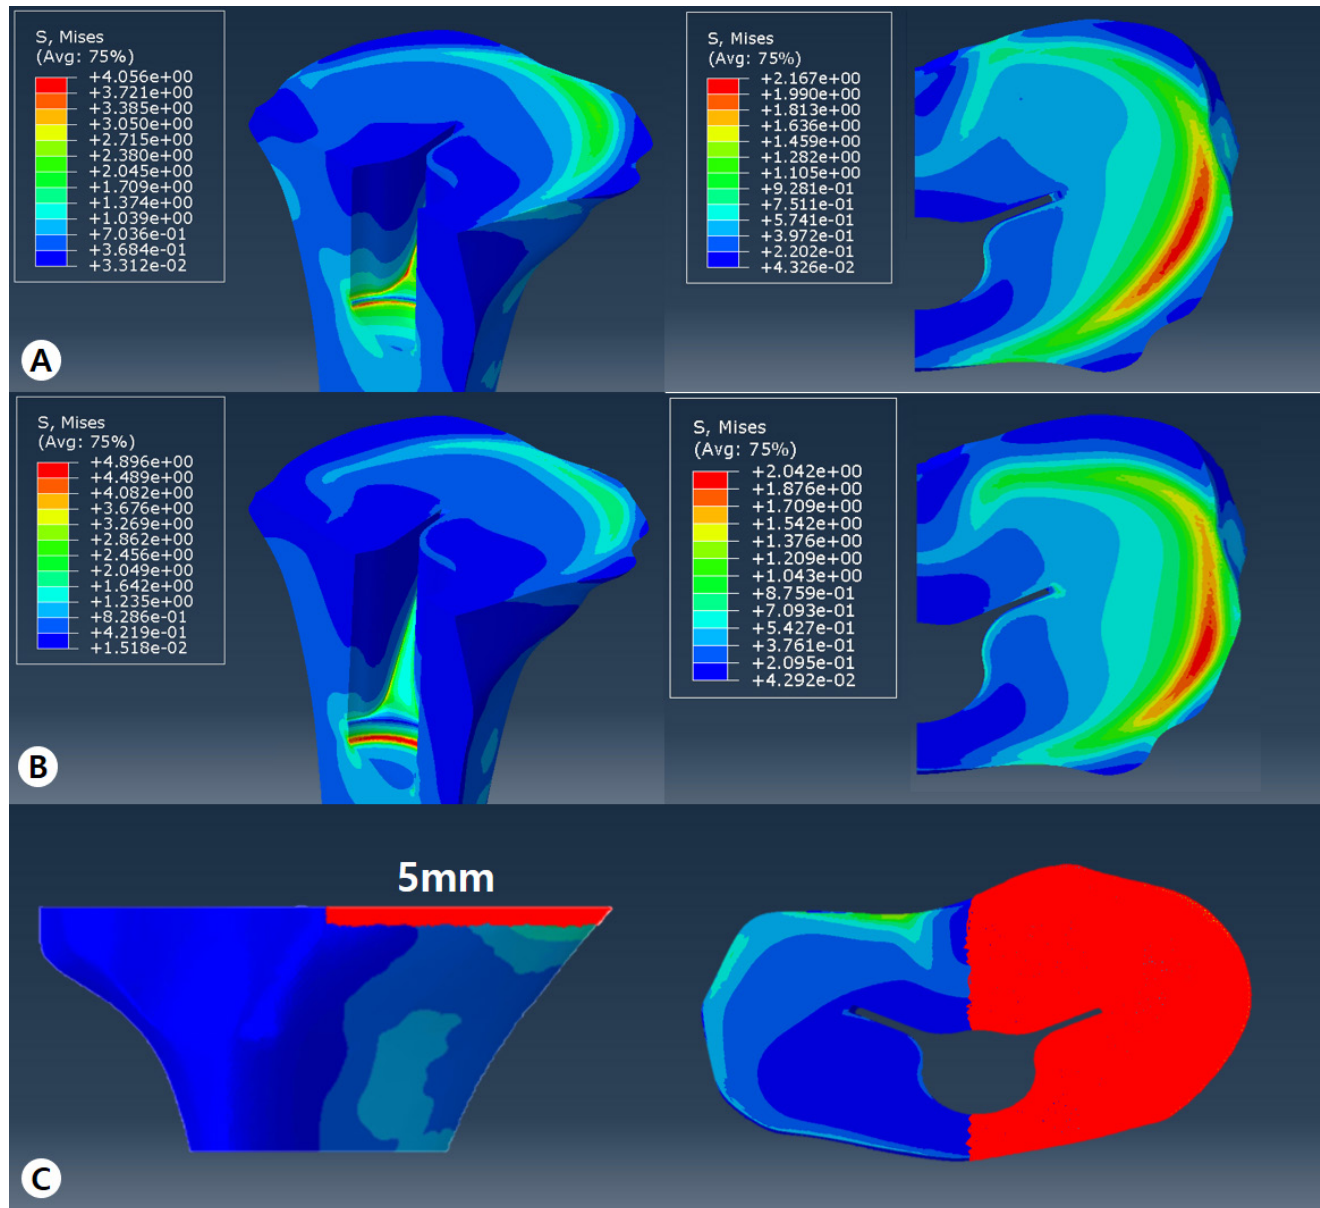 S, Mises
(Avg: 75%)
+4.056e+00
+3.721e+00
+3.385e+00
+3.050e+00
+2.715e+00
+2.380e+00
+2.045e+00
+1.709e+00
+1.374e+00
+1.039e+00
+7.036e-01
+3.684e-01
+3.312e-02
S, Mises
(Avg: 75%)
+2.167e+00
+1.990e+00
+1.813e+00
+1.636e+00
+1.459e+00
+1.282e+00
+1.105e+00
+9.281e-01
+7.511e-01
+5.741e-01
+3.972e-01
+2.202e-01
+4.326e-02
A
S, Mises
(Avg: 75%)
+4.896e+00
+4.489e+00
+4.082e+00
+3.676e+00
+3.269e+00
+2.862e+00
+2.456e+00
+2.049e+00
+1.642e+00
+1.235e+00
+8.286e-01
+4.219e-01
+1.518e-02
S, Mises
(Avg: 75%)
+2.042e+00
+1.876e+00
+1.709e+00
+1.542e+00
+1.376e+00
+1.209e+00
+1.043e+00
+8.759e-01
+7.093e-01
+5.427e-01
+3.761e-01
+2.095e-01
+4.292e-02
B
5mm
C